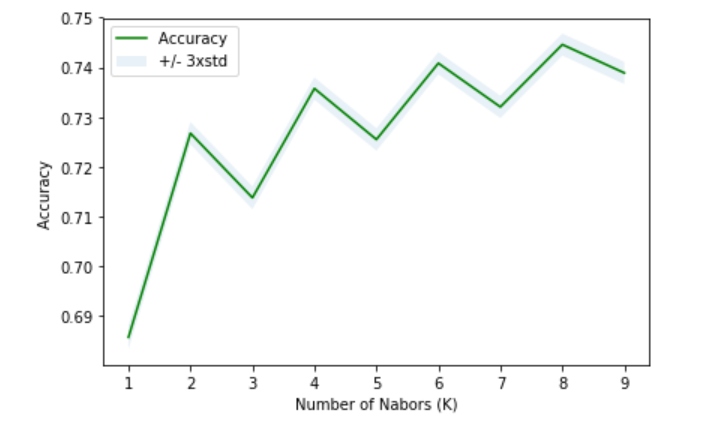 0.75
0.74
0.73
0.72
0.71
0.70
0.69
Accuracy
Accuracy
+/- 3xstd
1 2 3 4 5 6 7 8 9
Number of Nabors (K)